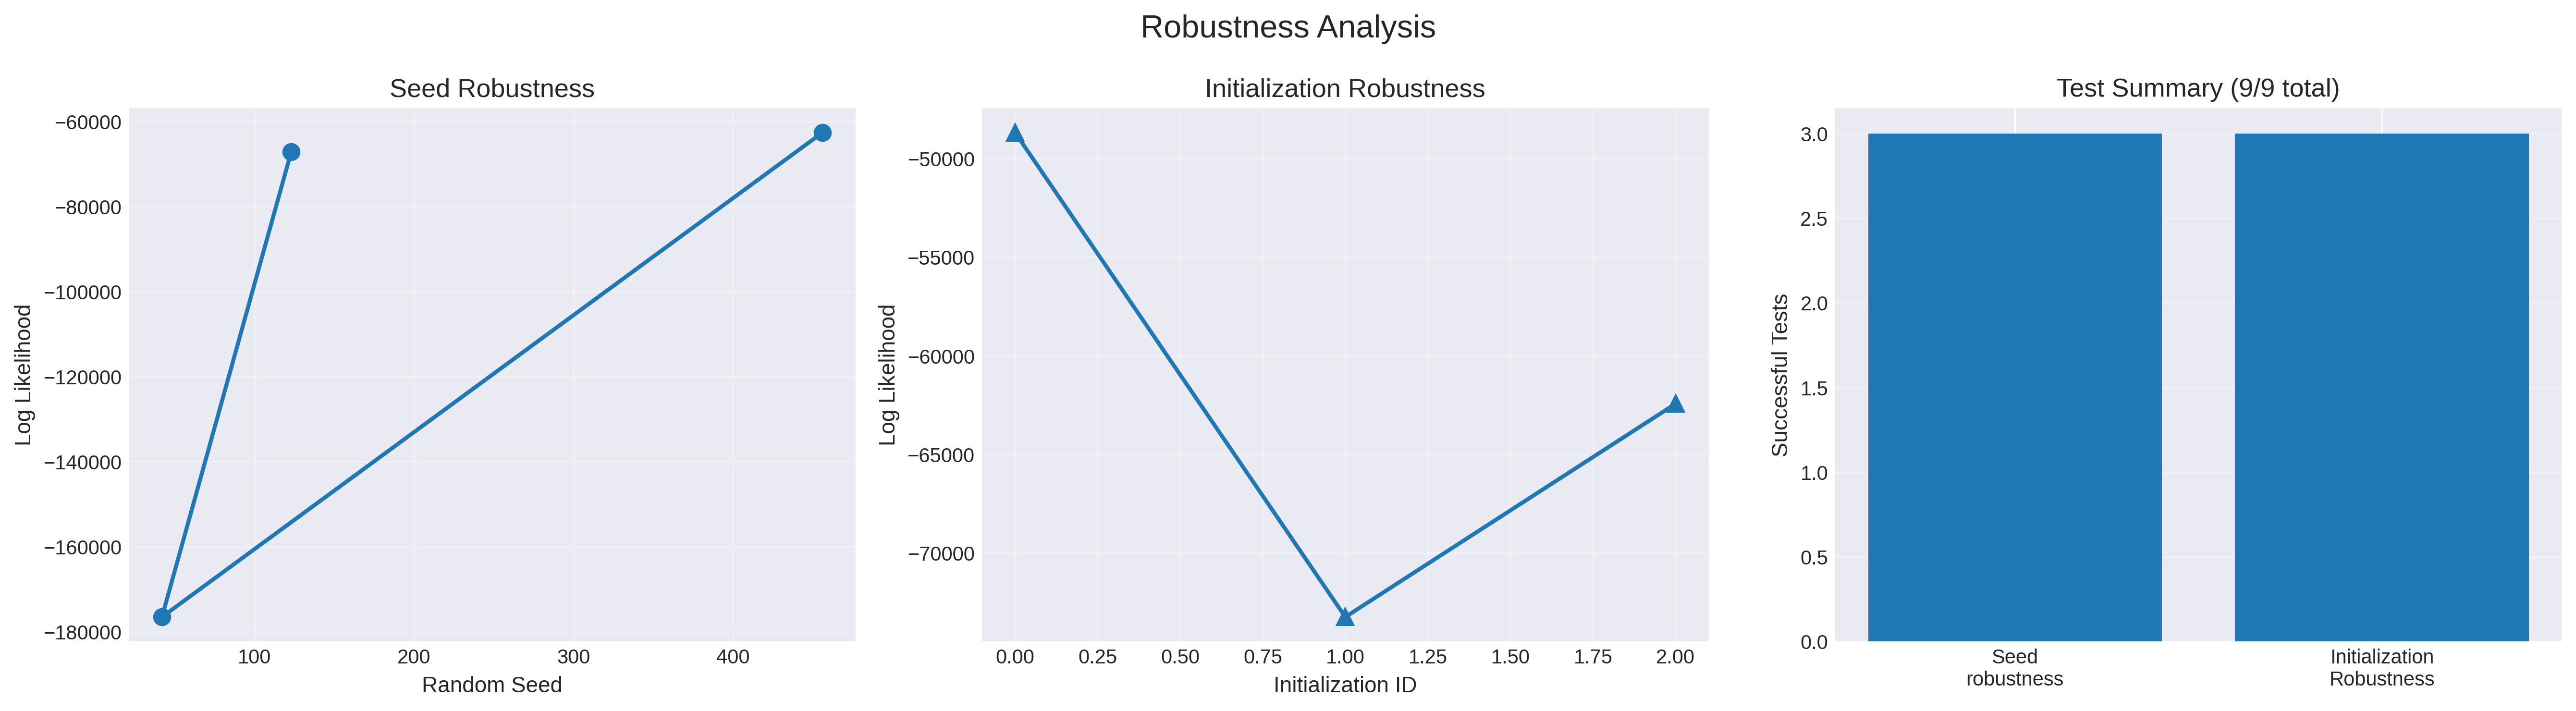 Robustness Analysis
Seed Robustness
Log Likelihood
−60000
−80000
−100000
−120000
−140000
−160000
−180000
100
200
300
400
Random Seed
Initialization Robustness
Log Likelihood
−50000
−55000
−60000
−65000
−70000
0.00
0.25
0.50
0.75
1.00
1.25
1.50
1.75
2.00
Initialization ID
Test Summary (9/9 total)
Successful Tests
3.0
2.5
2.0
1.5
1.0
0.5
0.0
Seed
robustness
Initialization
Robustness